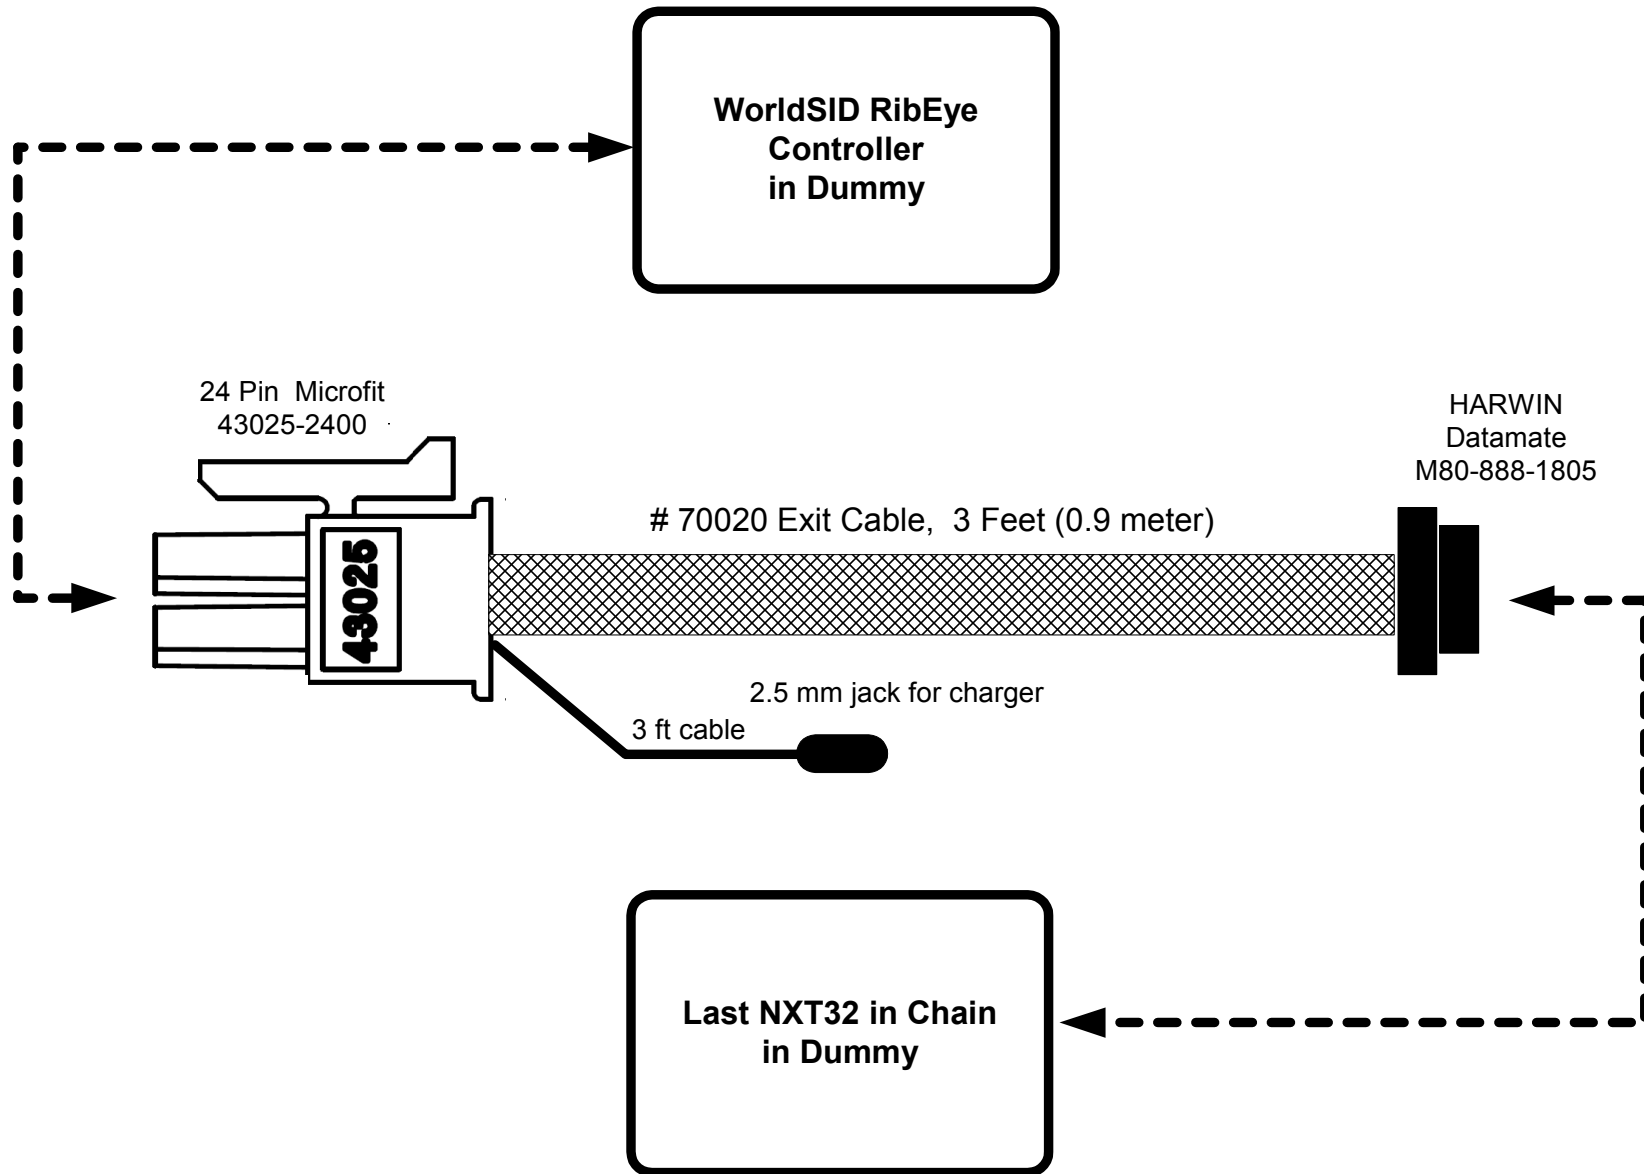 WorldSID RibEye
Controller
in Dummy
24 Pin Microfit
43025-2400
HARWIN
Datamate
M80-888-1805
# 70020 Exit Cable, 3 Feet (0.9 meter)
43025
2.5 mm jack for charger
3 ft cable
Last NXT32 in Chain
in Dummy